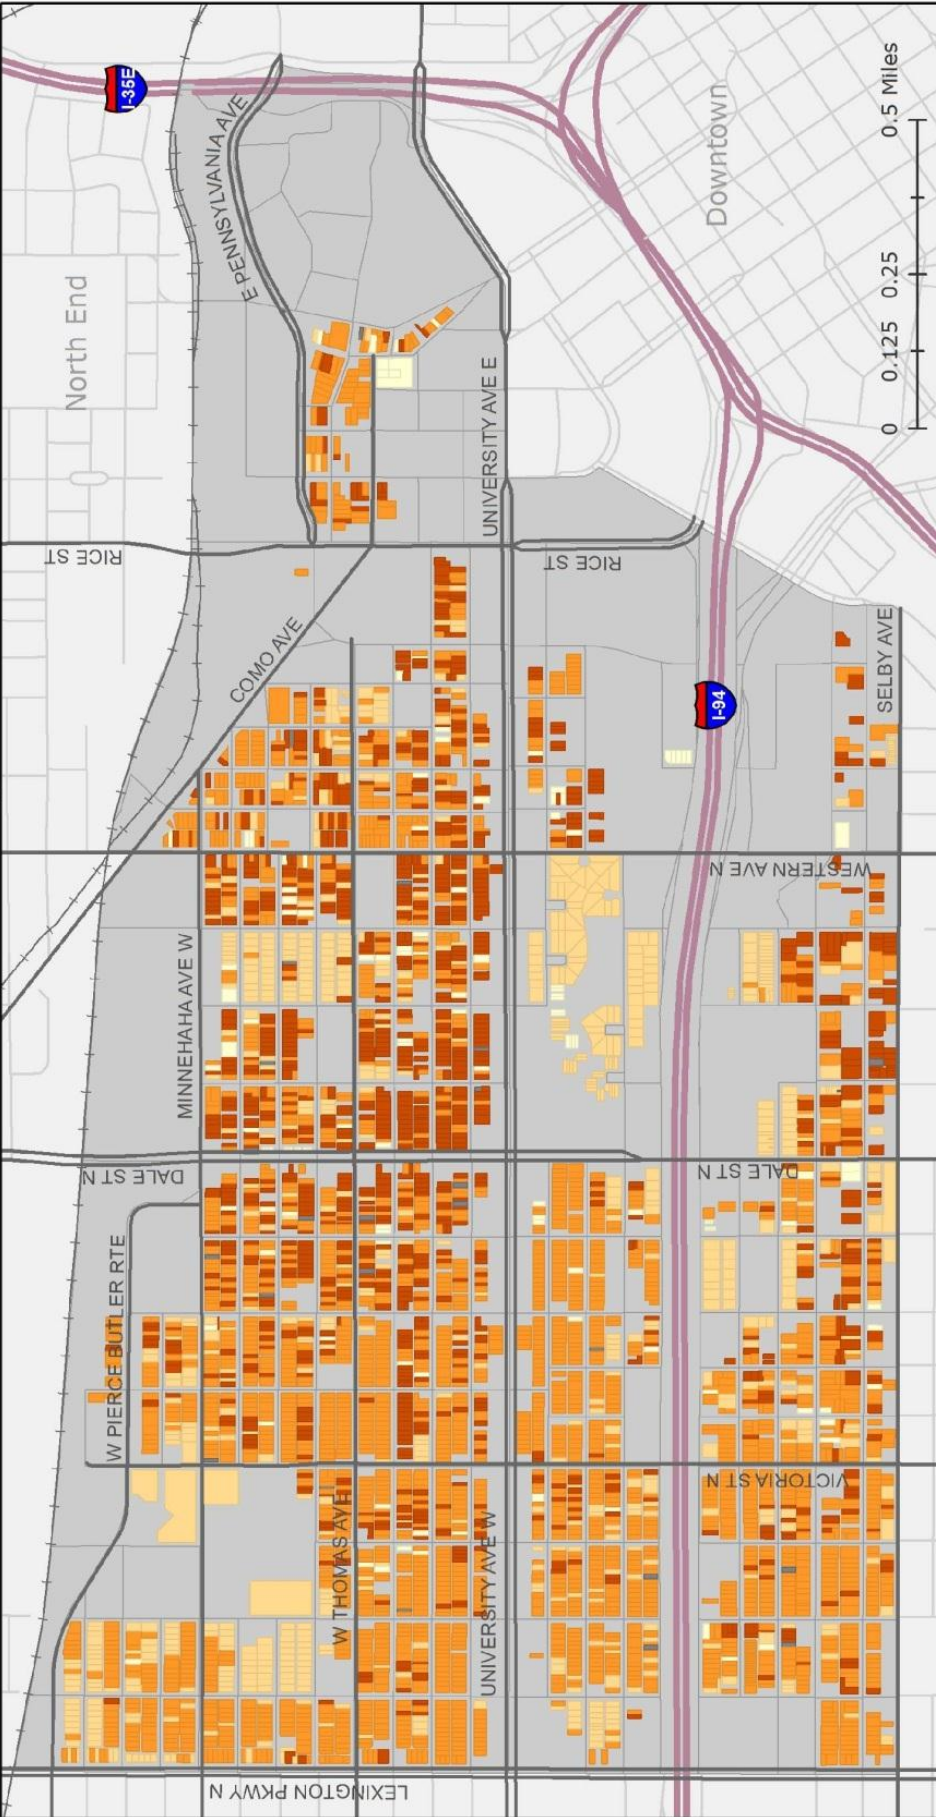 I-35E
North End
E PENNSYLVANIA AVE
Downtown
0 0.125 0.25 0.5 Miles
UNIVERSITY AVE E
RICE ST
RICE ST
COMO AVE
I-94
SELBY AVE
WESTERN AVE N
MINNEHAHA AVE W
DALE ST N
DALE ST N
W PIERCE BUTLER RTE
VICTORIA ST N
W THOMAS AVE
UNIVERSITY AVE W
LEXINGTON PKWY N